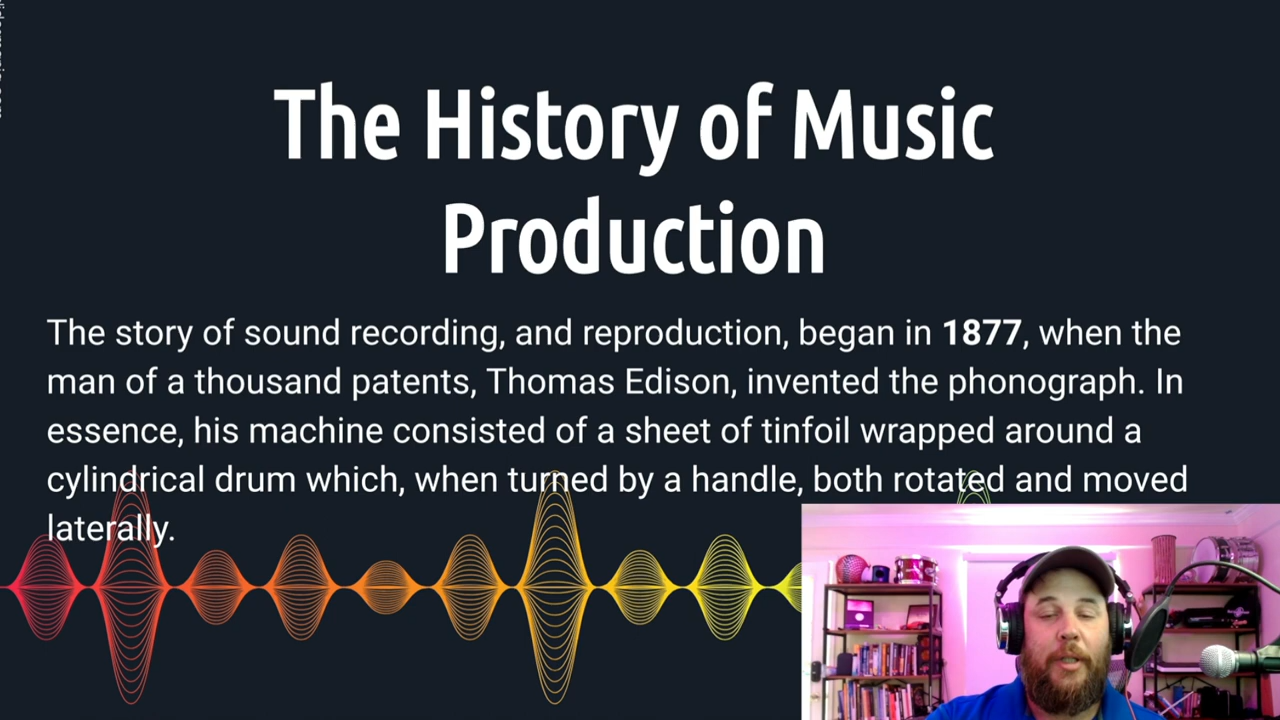 The History of Music
Production
The story of sound recording, and reproduction, began in 1877, when the
man of a thousand patents, Thomas Edison, invented the phonograph. In
essence, his machine consisted of a sheet of tinfoil wrapped around a
cylindrical drum which, when turned by a handle, both rotated and moved
laterally.